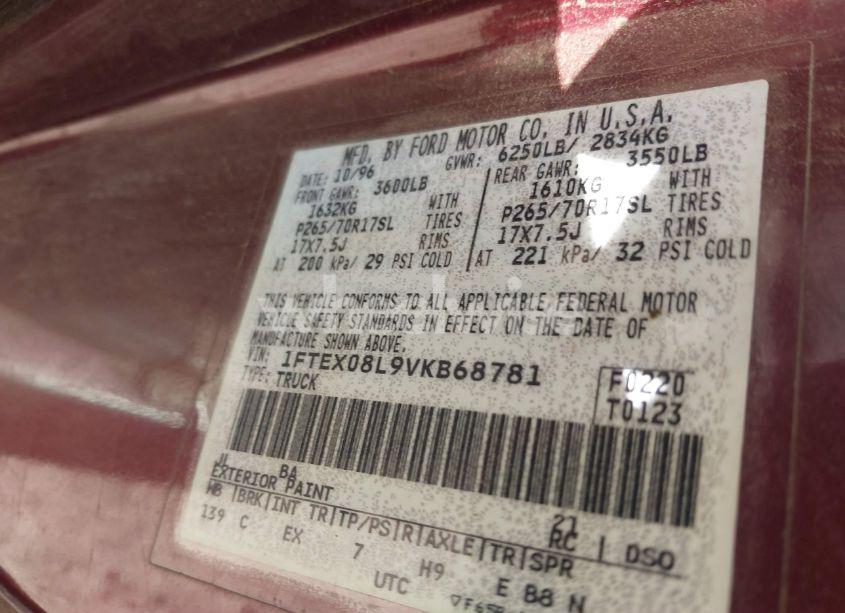 MFD. BY FORD MOTOR CO. IN U.S.A.
DATE: 10/96 GVWR: 6250LB/ 2834KG
FRONT GAWR: 3600LB REAR GAWR: 3550LB
1632KG WITH 1610KG WITH
P265/70R17SL TIRES P265/70R17SL TIRES
17X7.5J RIMS 17X7.5J RIMS
AT 200 kPa/ 29 PSI COLD AT 221 kPa/ 32 PSI COLD
THIS VEHICLE CONFORMS TO ALL APPLICABLE FEDERAL MOTOR
VEHICLE SAFETY STANDARDS IN EFFECT ON THE DATE OF
MANUFACTURE SHOWN ABOVE.
VIN: 1FTEX08L9VKB68781 F0220
TYPE: TRUCK T0123
JL BA
EXTERIOR PAINT 21 RC DSO
WB BRK INT TR TP/PS R AXLE TR SPR
139 C EX 7 H9 E B8 N
UTC